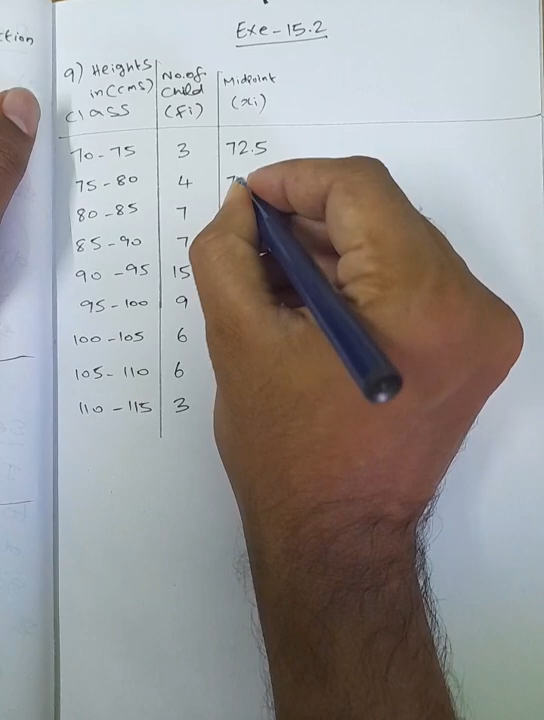 ction
Exe-15.2
9) Heights in(cms) class | No.of. child (fi) | Midpoint (xi)
70-75 3 72.5
75-80 4 7
80-85 7
85-90 7
90-95 15
95-100 9
100-105 6
105-110 6
110-115 3